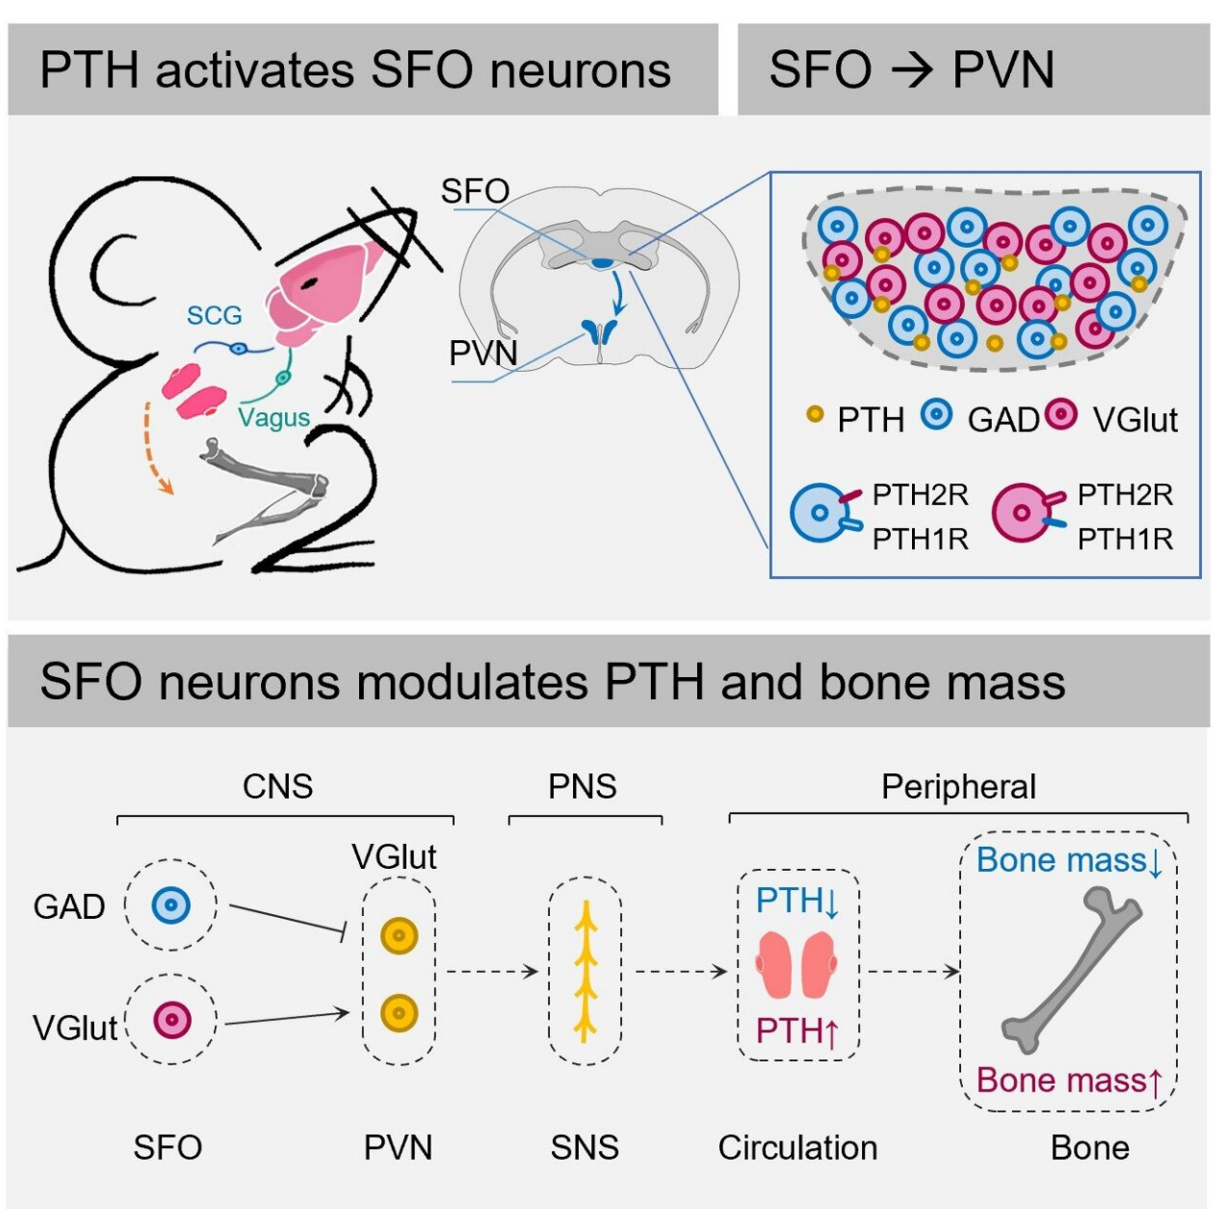 PTH activates SFO neurons
SFO → PVN
SFO
PVN
SCG
Vagus
PTH
GAD
VGlut
PTH2R
PTH1R
PTH2R
PTH1R
SFO neurons modulates PTH and bone mass
CNS
PNS
Peripheral
GAD
VGlut
VGlut
PTH↓
PTH↑
Bone mass↓
Bone mass↑
SFO
PVN
SNS
Circulation
Bone